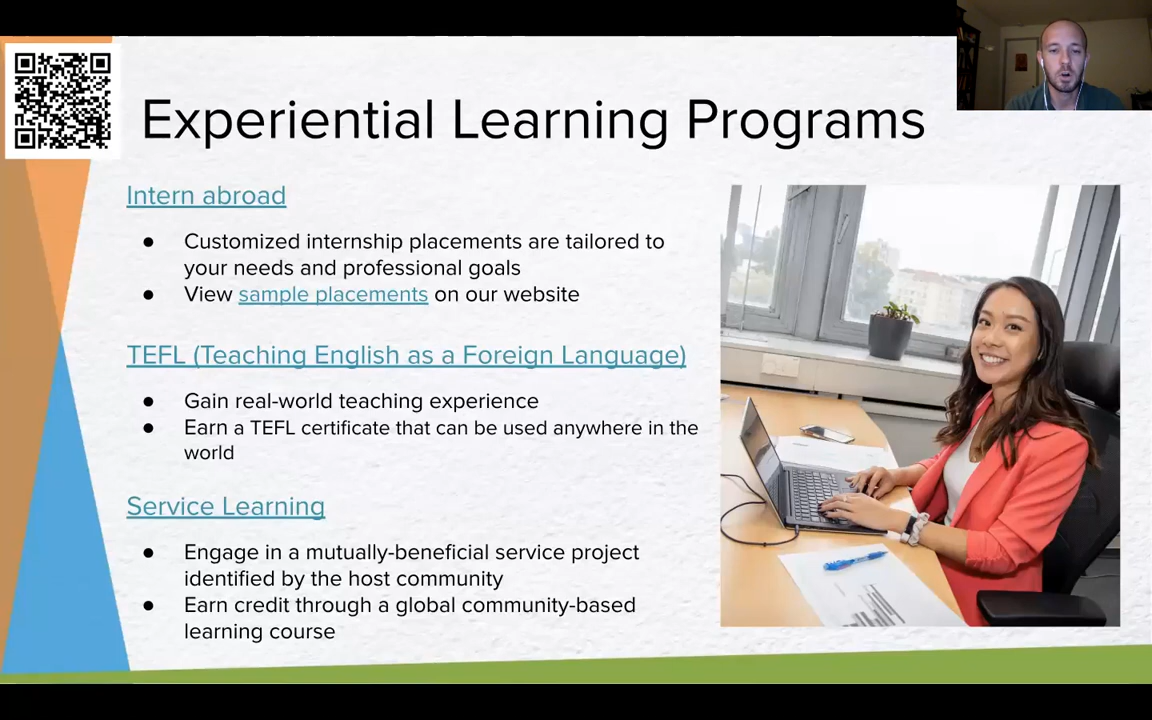 Experiential Learning Programs
Intern abroad
● Customized internship placements are tailored to
your needs and professional goals
● View sample placements on our website
TEFL (Teaching English as a Foreign Language)
● Gain real-world teaching experience
● Earn a TEFL certificate that can be used anywhere in the
world
Service Learning
● Engage in a mutually-beneficial service project
identified by the host community
● Earn credit through a global community-based
learning course